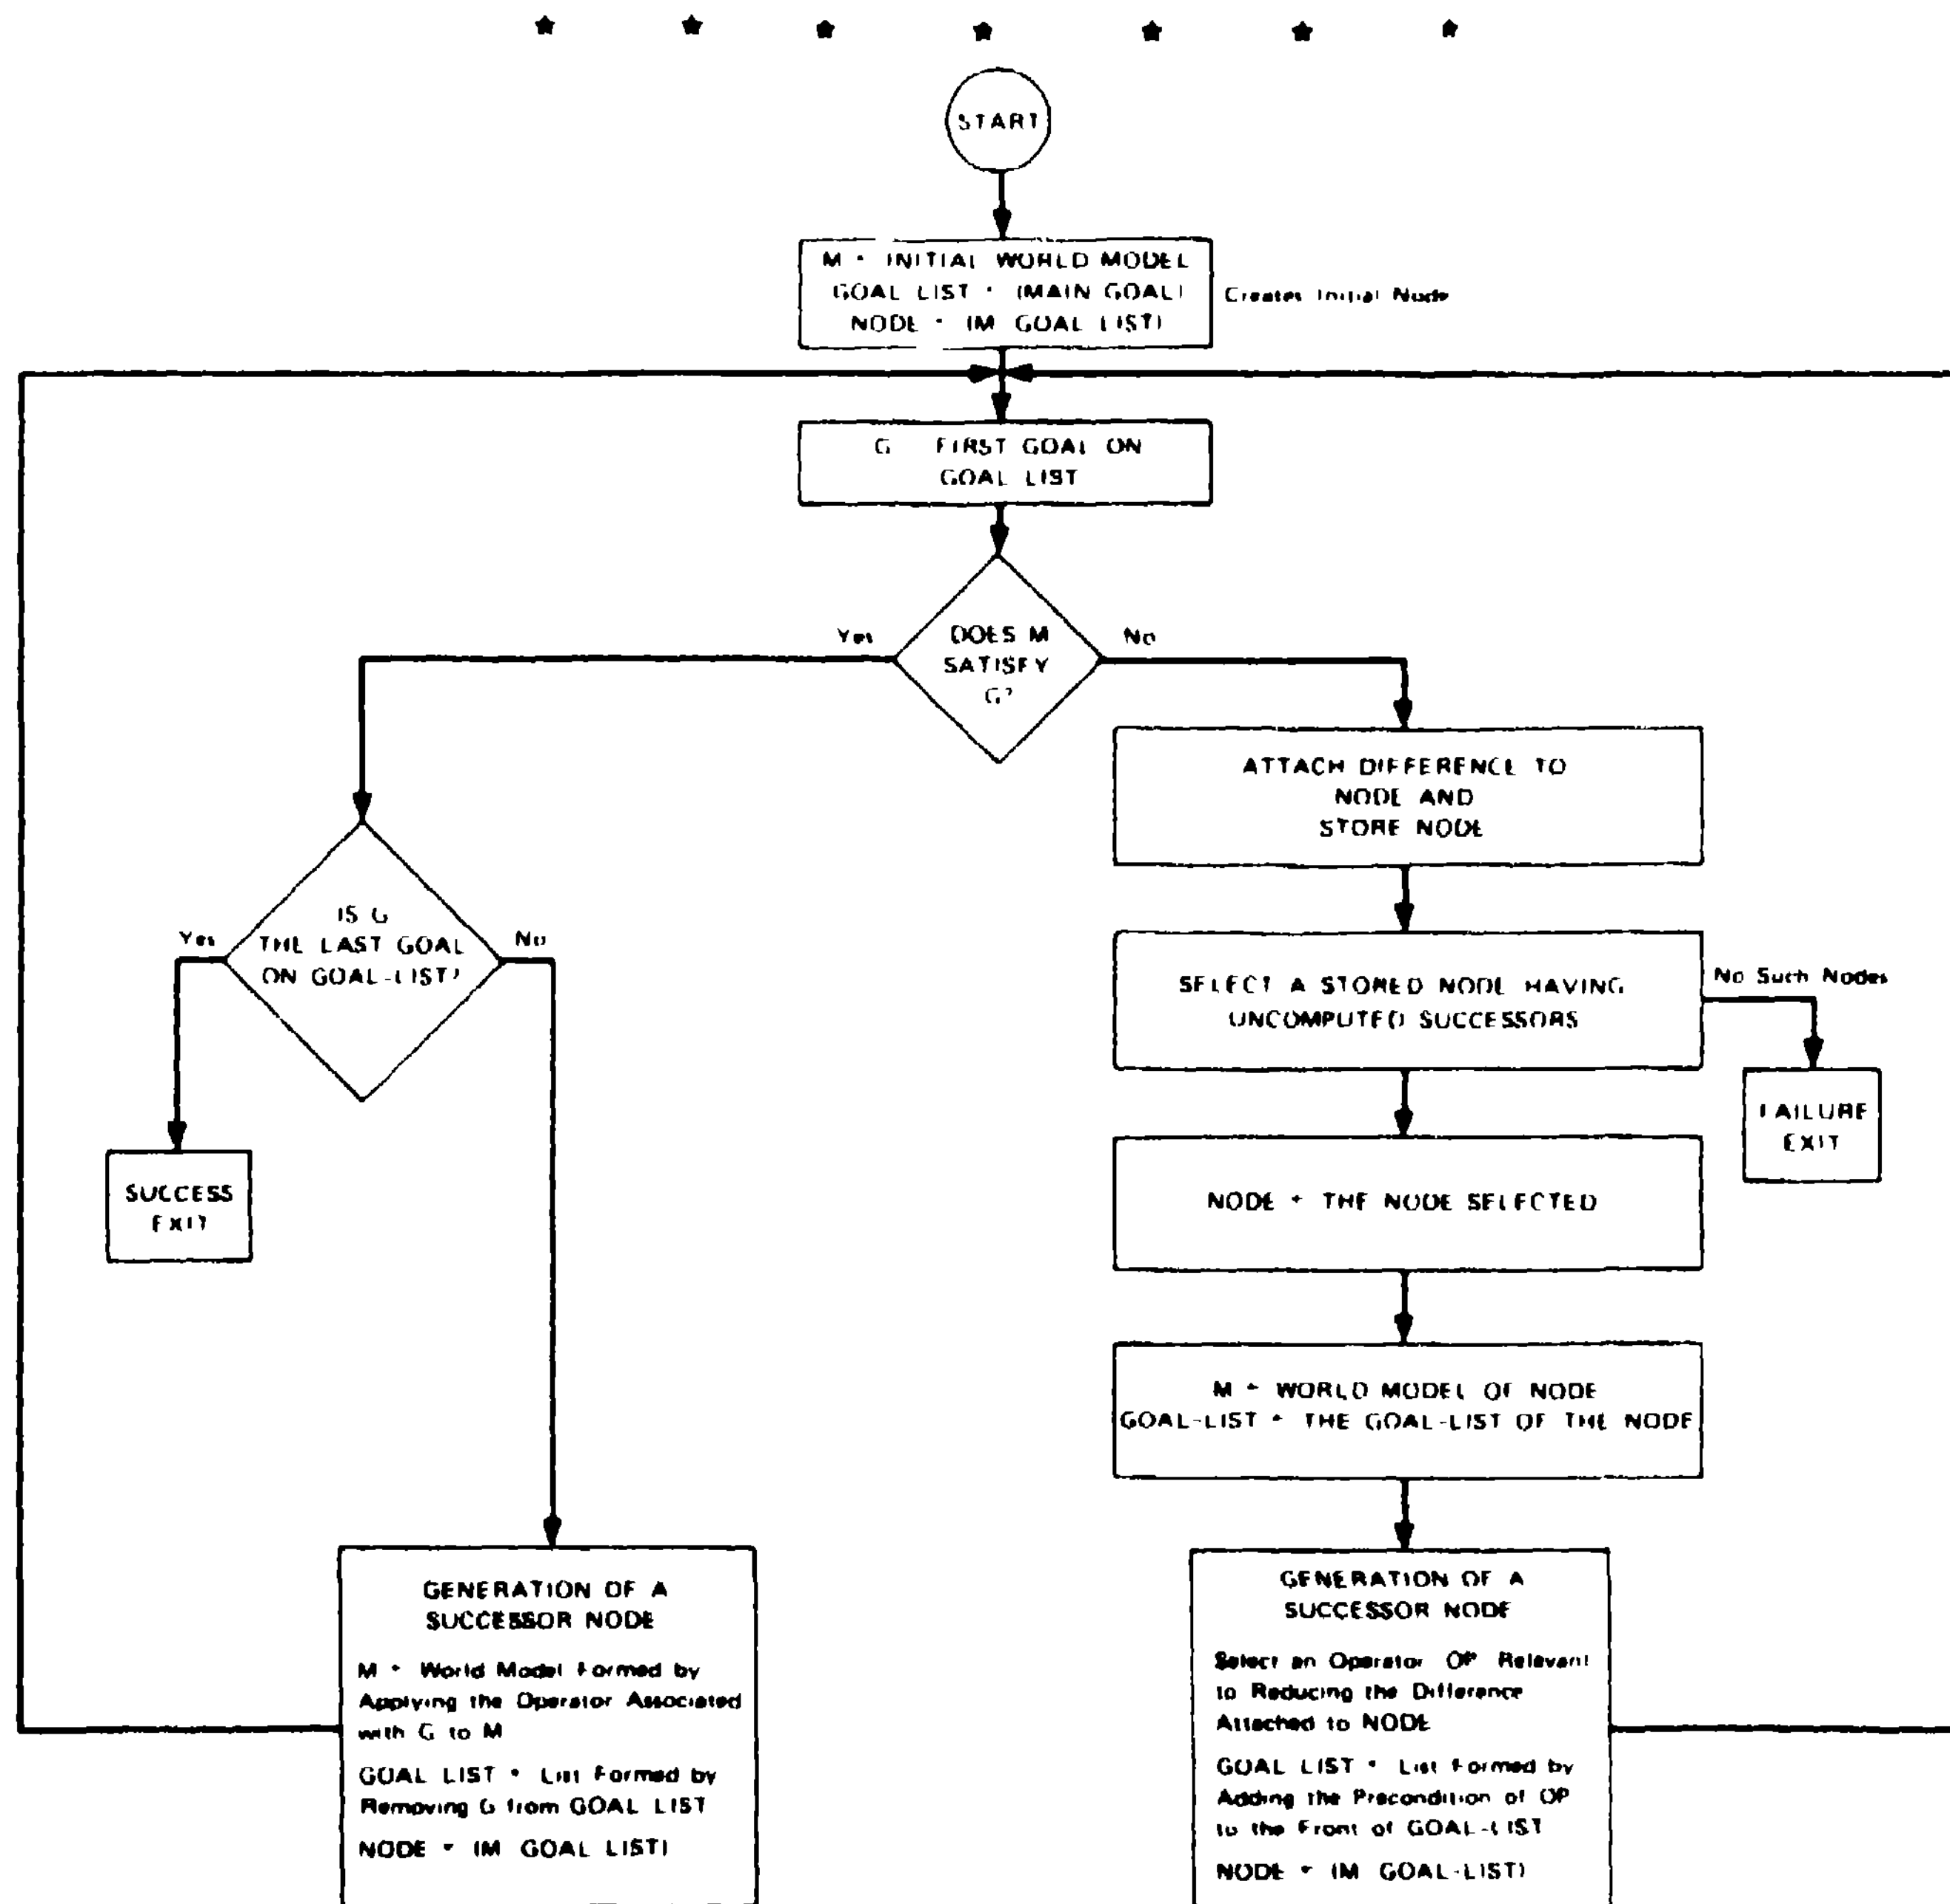 START
M ← INITIAL WORLD MODEL
GOAL LIST ← (MAIN GOAL)
NODE ← (M GOAL LIST)
Creates Initial Node
G FIRST GOAL ON
GOAL LIST
DOES M
SATISFY
G?
Yes
No
ATTACH DIFFERENCE TO
NODE AND
STORE NODE
IS G
THE LAST GOAL
ON GOAL-LIST?
Yes
No
SELECT A STORED NODE HAVING
UNCOMPUTED SUCCESSORS
No Such Nodes
FAILURE
EXIT
SUCCESS
EXIT
NODE ← THE NODE SELECTED
M ← WORLD MODEL OF NODE
GOAL-LIST ← THE GOAL-LIST OF THE NODE
GENERATION OF A
SUCCESSOR NODE
M ← World Model Formed by
Applying the Operator Associated
with G to M
GOAL LIST ← List Formed by
Removing G from GOAL LIST
NODE ← (M GOAL LIST)
GENERATION OF A
SUCCESSOR NODE
Select an Operator OP Relevant
to Reducing the Difference
Attached to NODE
GOAL LIST ← List Formed by
Adding the Precondition of OP
to the Front of GOAL-LIST
NODE ← (M GOAL-LIST)